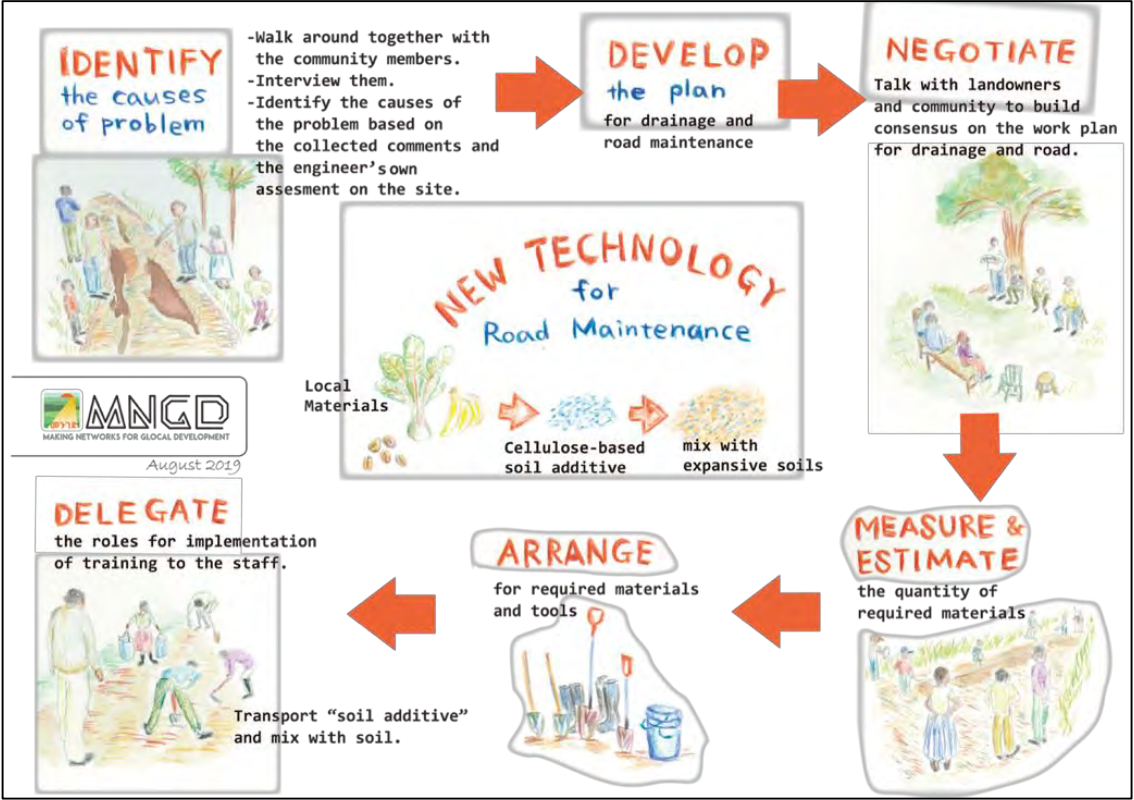 IDENTIFY
the causes
of problem
-Walk around together with
the community members.
-Interview them.
-Identify the causes of
the problem based on
the collected comments and
the engineer's own
assesment on the site.
DEVELOP
the plan
for drainage and
road maintenance
NEGOTIATE
Talk with landowners
and community to build
consensus on the work plan
for drainage and road.
NEW TECHNOLOGY
for
Road Maintenance
Local
Materials
Cellulose-based
soil additive
mix with
expansive soils
MNGD
MAKING NETWORKS FOR GLOCAL DEVELOPMENT
August 2019
MEASURE &
ESTIMATE
the quantity of
required materials
ARRANGE
for required materials
and tools
DELEGATE
the roles for implementation
of training to the staff.
Transport “soil additive”
and mix with soil.